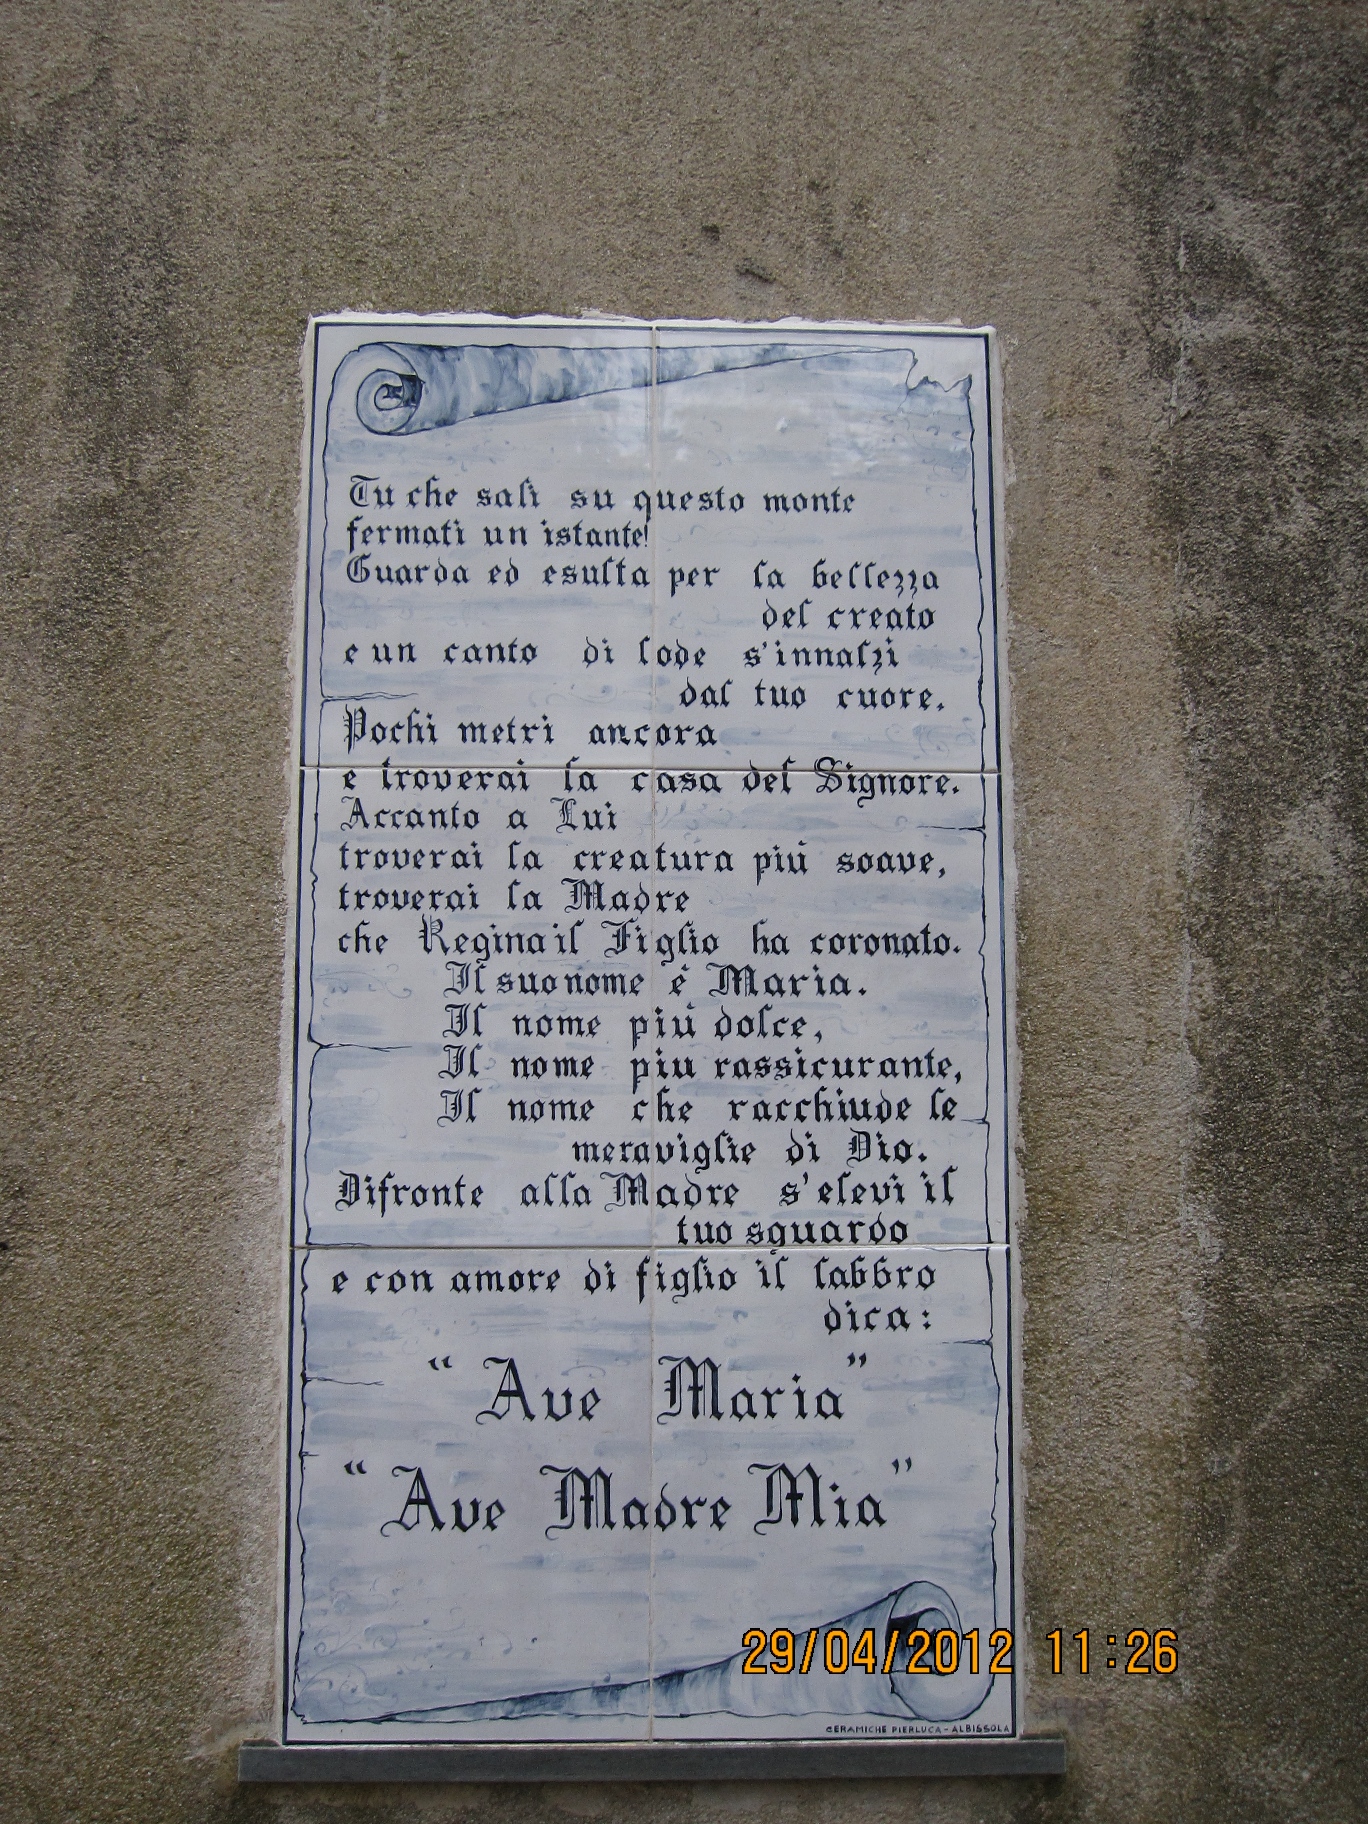 Tu che sali su questo monte
fermati un istante!
Guarda ed esulta per la bellezza
del creato
e un canto di lode s'innalzi
dal tuo cuore.
Pochi metri ancora
e troverai la casa del Signore.
Accanto a Lui
troverai la creatura piú soave,
troverai la Madre
che Regina il Figlio ha coronato.
Il suo nome é Maria.
Il nome piú dolce,
Il nome piu rassicurante,
Il nome che racchiude le
meraviglie di Dio.
Difronte alla Madre s'elevi il
tuo sguardo
e con amore di figlio il labbro
dica:
“Ave Maria”
“Ave Madre Mia”
29/04/2012 11:26
CERAMICHE PIERLUCA - ALBISSOLA